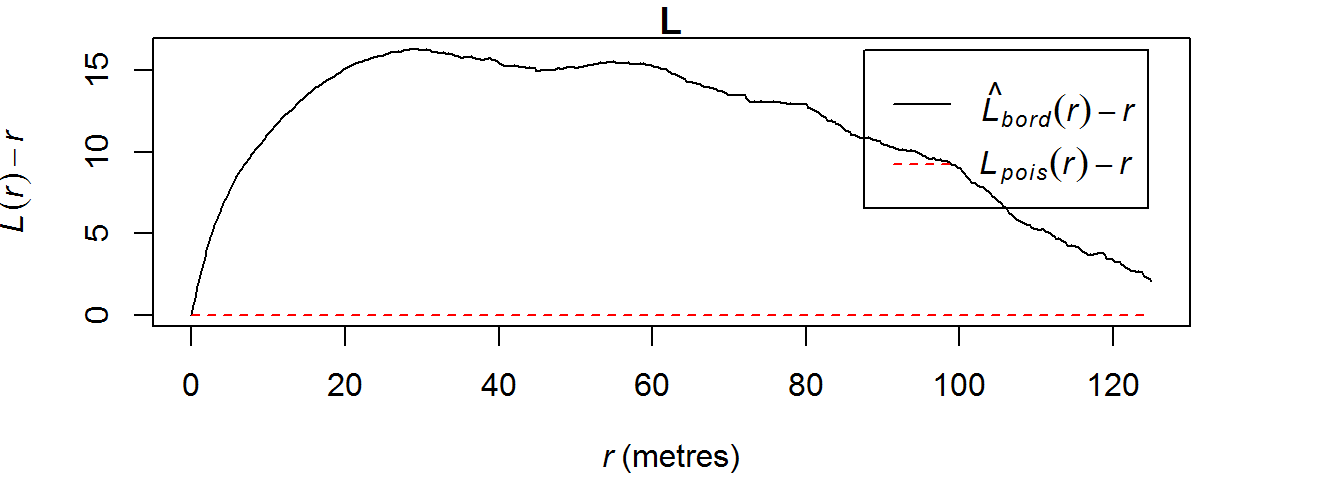 L
L(r) – r
15
10
5
0
L̂bord(r) – r
Lpois(r) – r
0 20 40 60 80 100 120
r (metres)